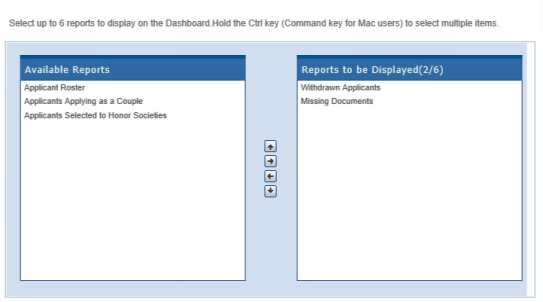 Select up to 6 reports to display on the Dashboard.Hold the Ctrl key (Command key for Mac users) to select multiple items.
Available Reports
Applicant Roster
Applicants Applying as a Couple
Applicants Selected to Honor Societies
Reports to be Displayed(2/6)
Withdrawn Applicants
Missing Documents